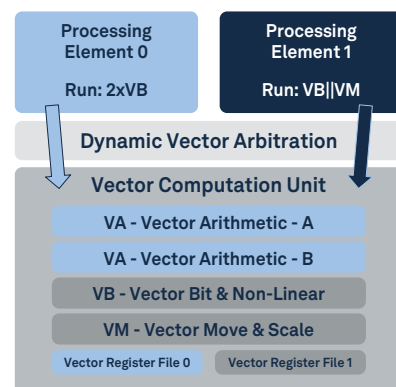 Processing
Element 0
Run: 2xVB
Processing
Element 1
Run: VB||VM
Dynamic Vector Arbitration
Vector Computation Unit
VA - Vector Arithmetic - A
VA - Vector Arithmetic - B
VB - Vector Bit & Non-Linear
VM - Vector Move & Scale
Vector Register File 0
Vector Register File 1